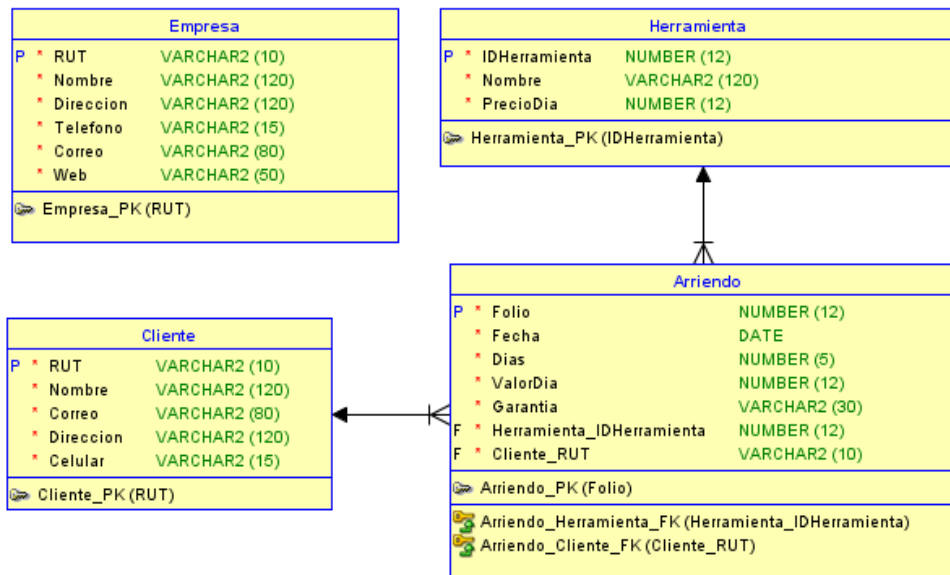 Empresa
P * RUT VARCHAR2 (10)
* Nombre VARCHAR2 (120)
* Direccion VARCHAR2 (120)
* Telefono VARCHAR2 (15)
* Correo VARCHAR2 (80)
* Web VARCHAR2 (50)
Empresa_PK (RUT)
Herramienta
P * IDHerramienta NUMBER (12)
* Nombre VARCHAR2 (120)
* PrecioDia NUMBER (12)
Herramienta_PK (IDHerramienta)
Cliente
P * RUT VARCHAR2 (10)
* Nombre VARCHAR2 (120)
* Correo VARCHAR2 (80)
* Direccion VARCHAR2 (120)
* Celular VARCHAR2 (15)
Cliente_PK (RUT)
Arriendo
P * Folio NUMBER (12)
* Fecha DATE
* Dias NUMBER (5)
* ValorDia NUMBER (12)
* Garantia VARCHAR2 (30)
F * Herramienta_IDHerramienta NUMBER (12)
F * Cliente_RUT VARCHAR2 (10)
Arriendo_PK (Folio)
Arriendo_Herramienta_FK (Herramienta_IDHerramienta)
Arriendo_Cliente_FK (Cliente_RUT)